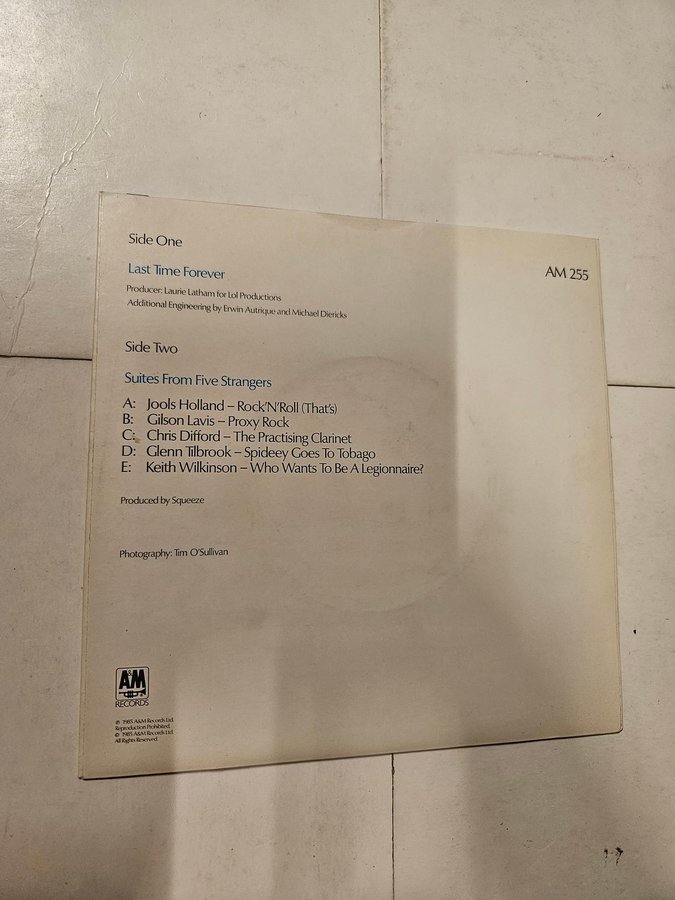 Side One
AM 255
Last Time Forever
Producer: Laurie Latham for Lol Productions
Additional Engineering by Erwin Autrique and Michael Diericks
Side Two
Suites From Five Strangers
A: Jools Holland – Rock'N'Roll (That's)
B: Gilson Lavis – Proxy Rock
C: Chris Difford – The Practising Clarinet
D: Glenn Tilbrook – Spideey Goes To Tobago
E: Keith Wilkinson – Who Wants To Be A Legionnaire?
Produced by Squeeze
Photography: Tim O'Sullivan
A&M
RECORDS
℗ 1985 A&M Records Ltd.
Reproduction Prohibited.
© 1985 A&M Records Ltd.
All Rights Reserved.